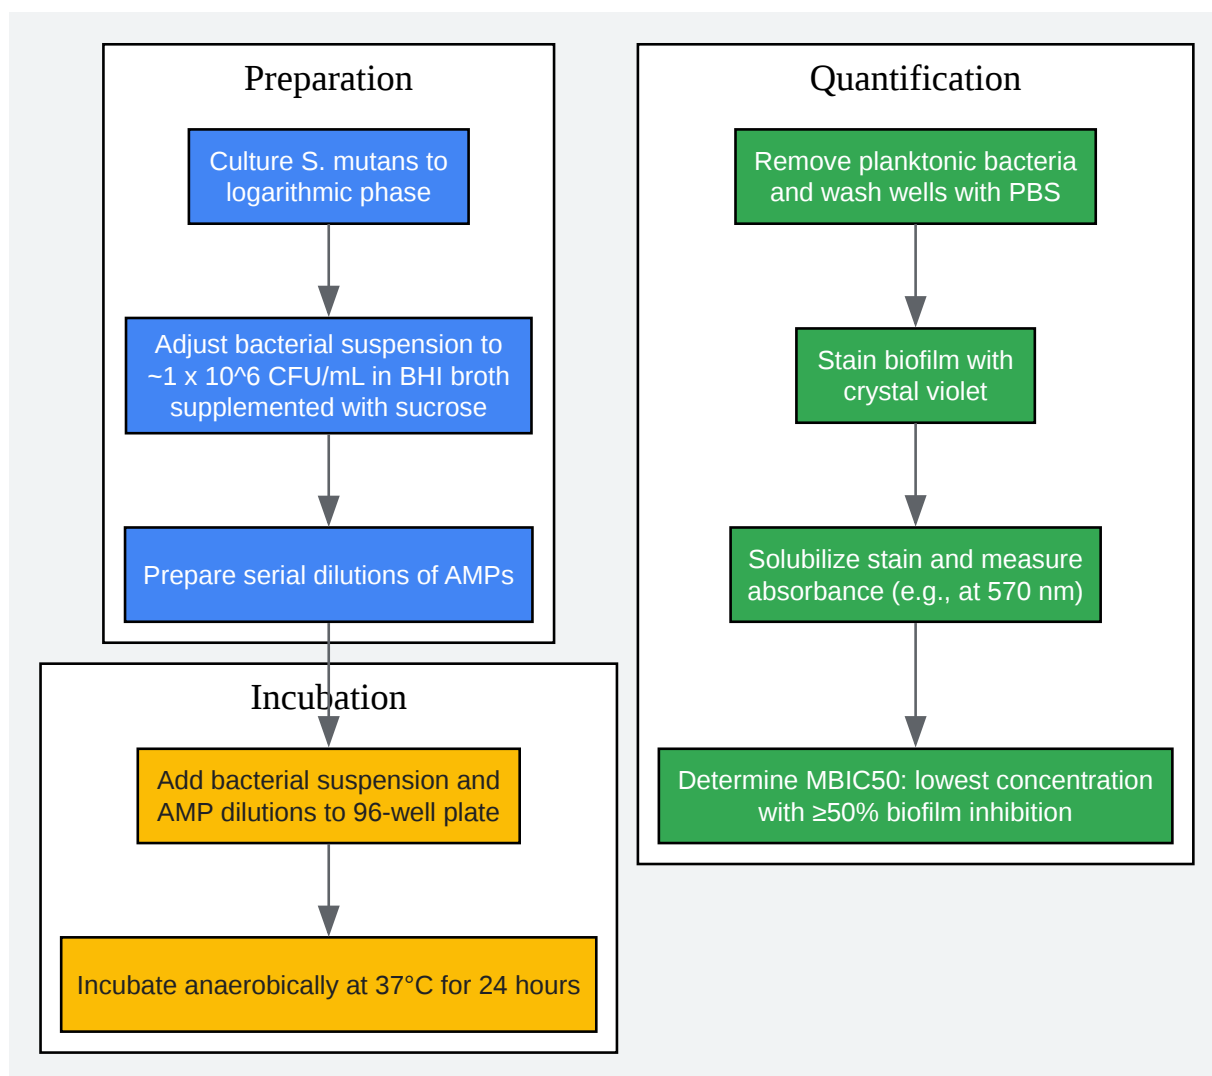 Preparation
Culture S. mutans to
logarithmic phase
Adjust bacterial suspension to
~1 x 10^6 CFU/mL in BHI broth
supplemented with sucrose
Prepare serial dilutions of AMPs
Incubation
Add bacterial suspension and
AMP dilutions to 96-well plate
Incubate anaerobically at 37°C for 24 hours
Quantification
Remove planktonic bacteria
and wash wells with PBS
Stain biofilm with
crystal violet
Solubilize stain and measure
absorbance (e.g., at 570 nm)
Determine MBIC50: lowest concentration
with ≥50% biofilm inhibition